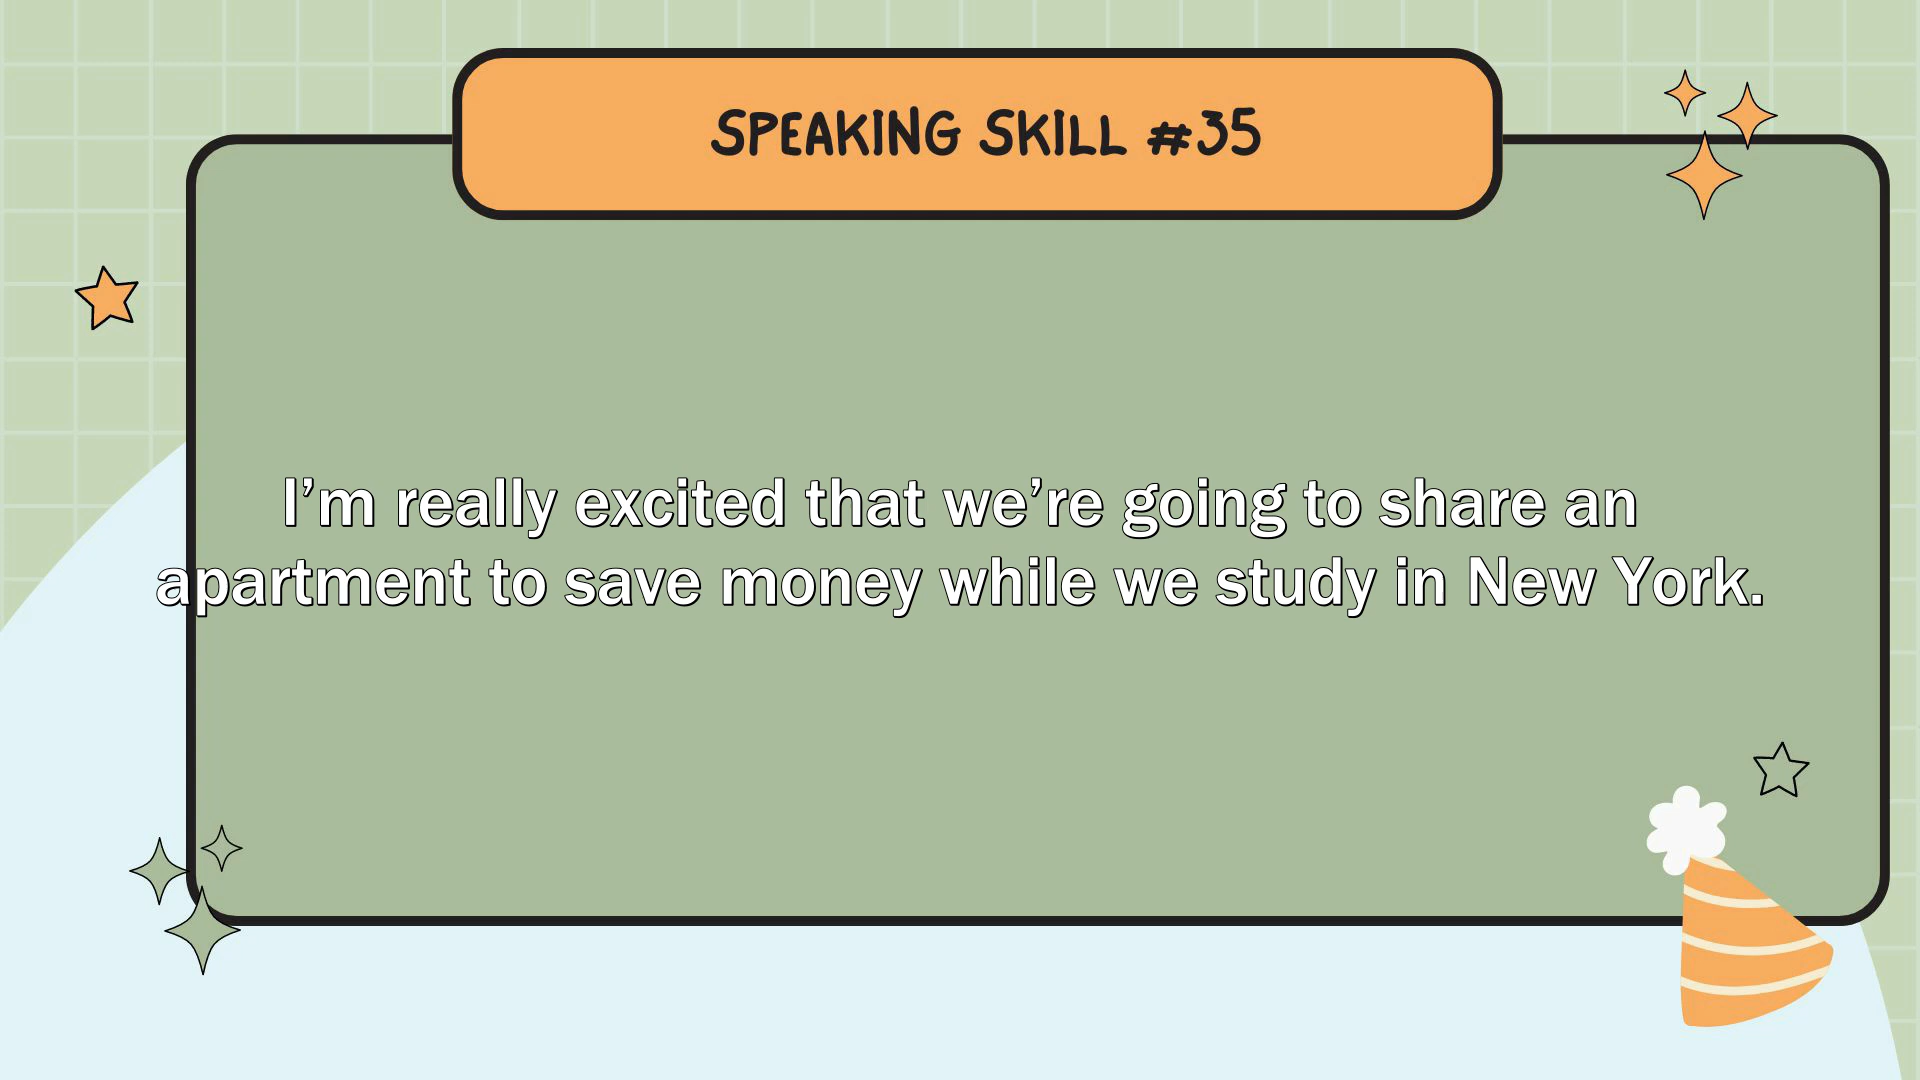 SPEAKING SKILL #35
I’m really excited that we’re going to share an
apartment to save money while we study in New York.